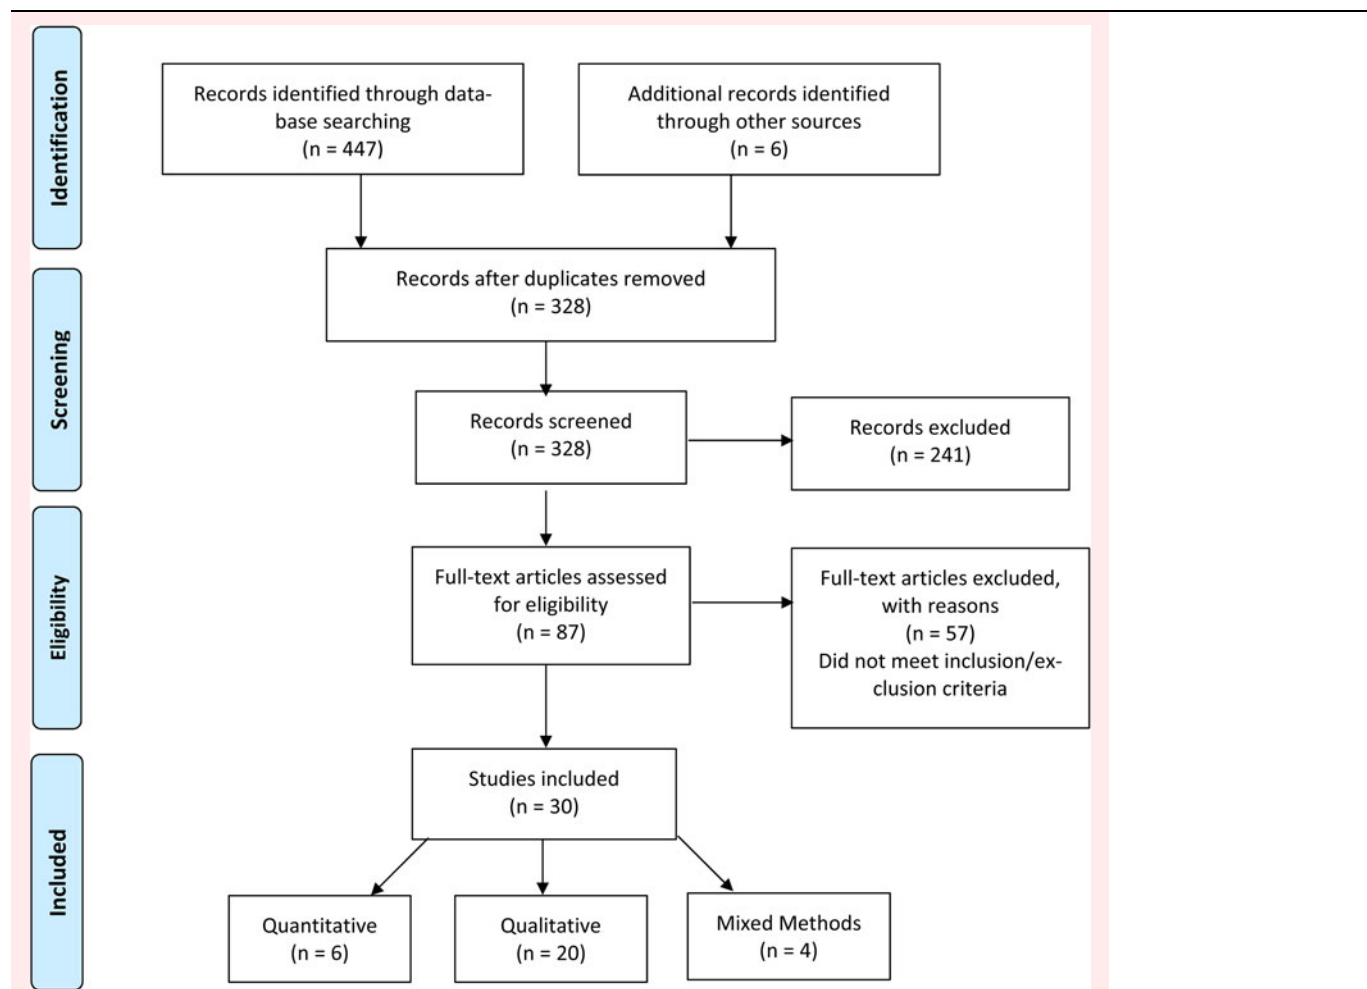 Identification
Records identified through data-
base searching
(n = 447)
Additional records identified
through other sources
(n = 6)
Records after duplicates removed
(n = 328)
Screening
Records screened
(n = 328)
Records excluded
(n = 241)
Eligibility
Full-text articles assessed
for eligibility
(n = 87)
Full-text articles excluded,
with reasons
(n = 57)
Did not meet inclusion/ex-
clusion criteria
Included
Studies included
(n = 30)
Quantitative
(n = 6)
Qualitative
(n = 20)
Mixed Methods
(n = 4)